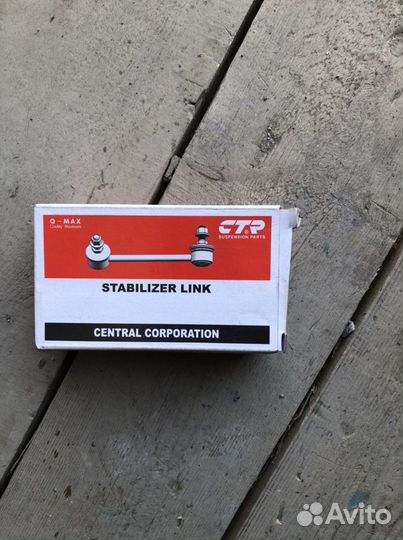 Q-MAX
Quality Maximum
CTR
SUSPENSION PARTS
STABILIZER LINK
CENTRAL CORPORATION
Avito